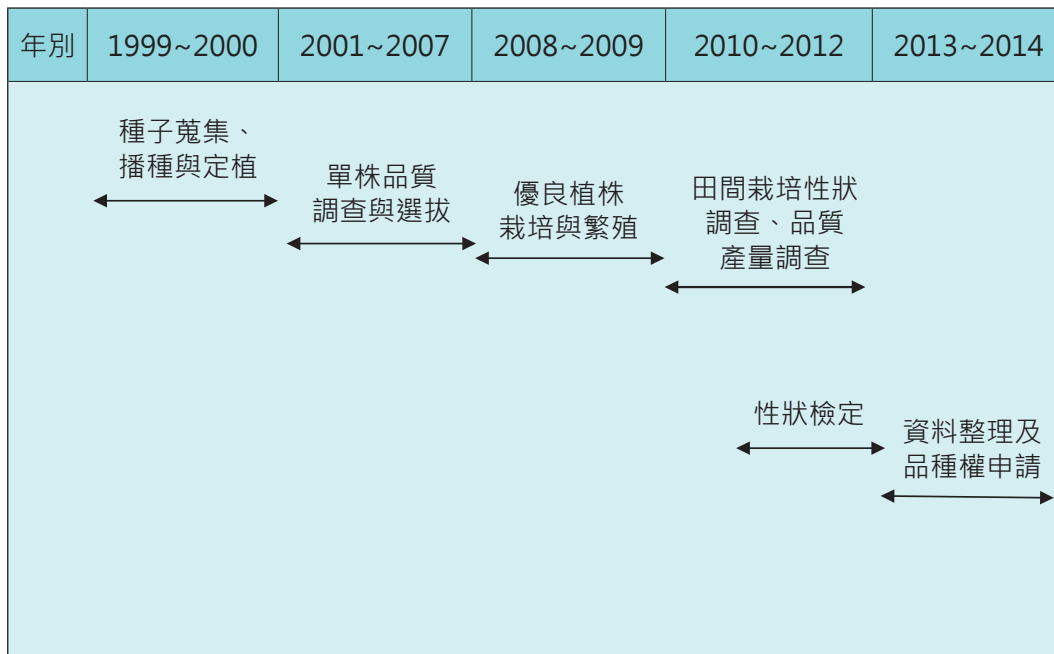 年別 1999~2000 2001~2007 2008~2009 2010~2012 2013~2014
種子蒐集、
播種與定植
單株品質
調查與選拔
優良植株
栽培與繁殖
田間栽培性狀
調查、品質
產量調查
性狀檢定
資料整理及
品種權申請